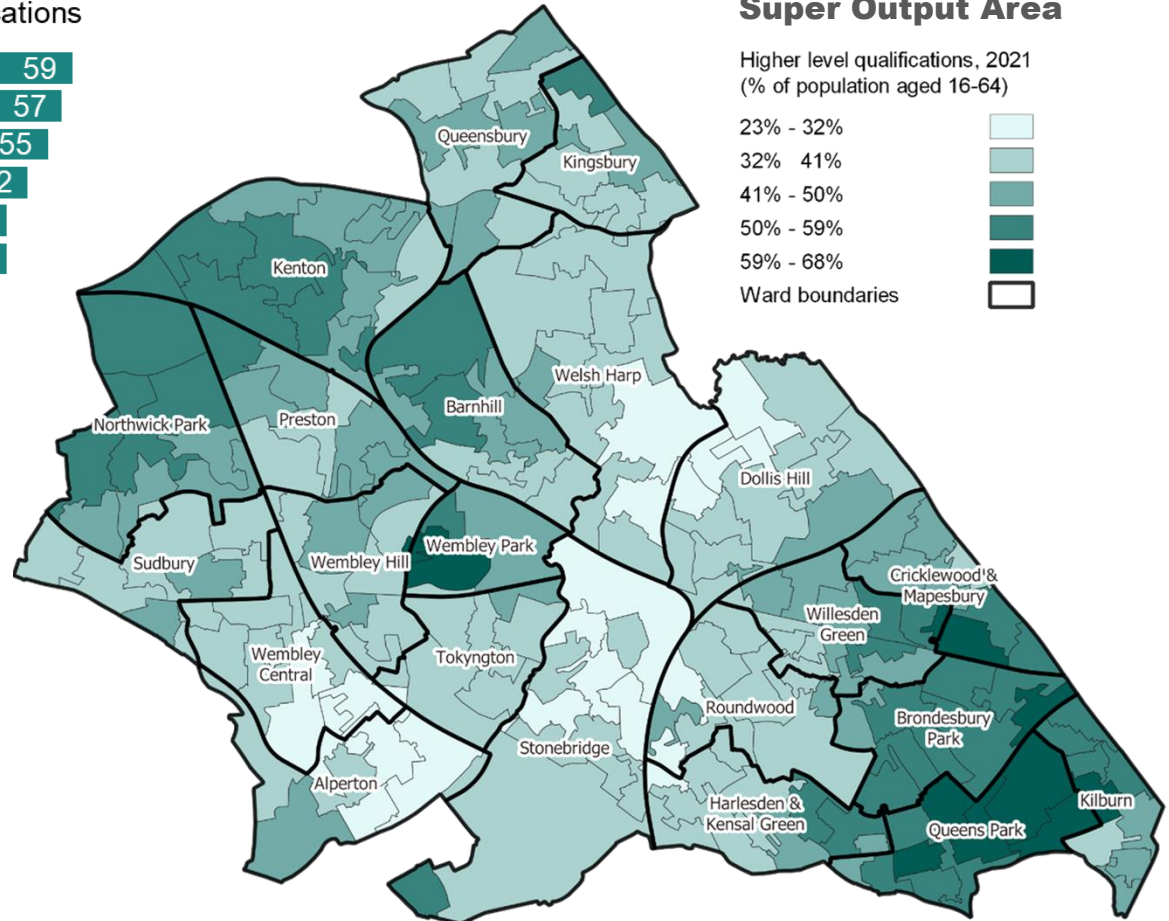 Super Output Area
Higher level qualifications, 2021
(% of population aged 16-64)
23% - 32%
32% 41%
41% - 50%
50% - 59%
59% - 68%
Ward boundaries
59
57
55
Queensbury
Kingsbury
Kenton
Welsh Harp
Barnhill
Preston
Northwick Park
Dollis Hill
Wembley Park
Wembley Hill
Sudbury
Cricklewood &
Mapesbury
Willesden
Green
Wembley
Central
Tokyngton
Roundwood
Brondesbury
Park
Stonebridge
Alperton
Harlesden &
Kensal Green
Kilburn
Queens Park